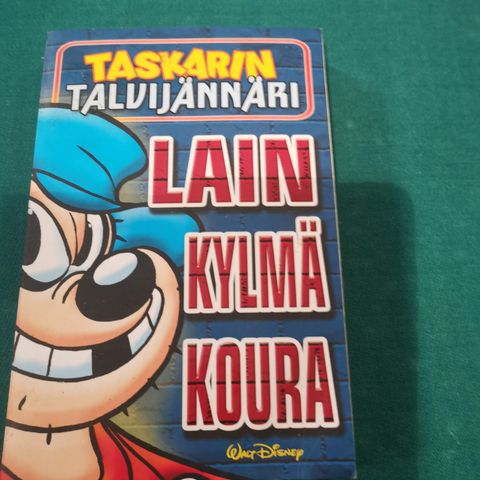 TASKARIN
TALVIJÄNNÄRI
LAIN
KYLMÄ
KOURA
WALT DISNEY